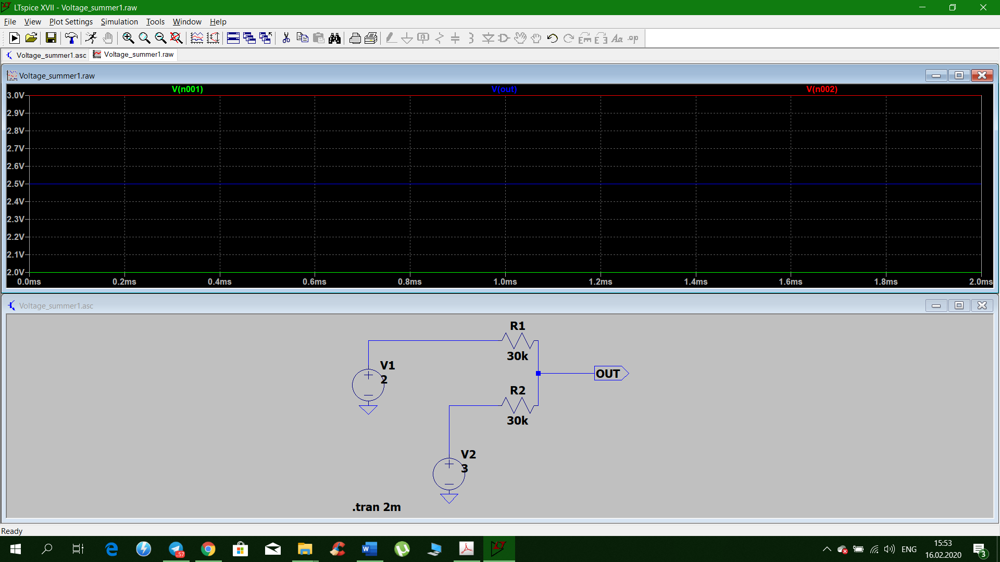 LTspice XVII - Voltage_summer1.raw
File View Plot Settings Simulation Tools Window Help
Voltage_summer1.asc Voltage_summer1.raw
Voltage_summer1.raw
V(n001) V(out) V(n002)
3.0V
2.9V
2.8V
2.7V
2.6V
2.5V
2.4V
2.3V
2.2V
2.1V
2.0V
0.0ms 0.2ms 0.4ms 0.6ms 0.8ms 1.0ms 1.2ms 1.4ms 1.6ms 1.8ms 2.0ms
Voltage_summer1.asc
R1
30k
V1
2
OUT
R2
30k
V2
3
.tran 2m
Ready
57
ENG
15:53
16.02.2020
3